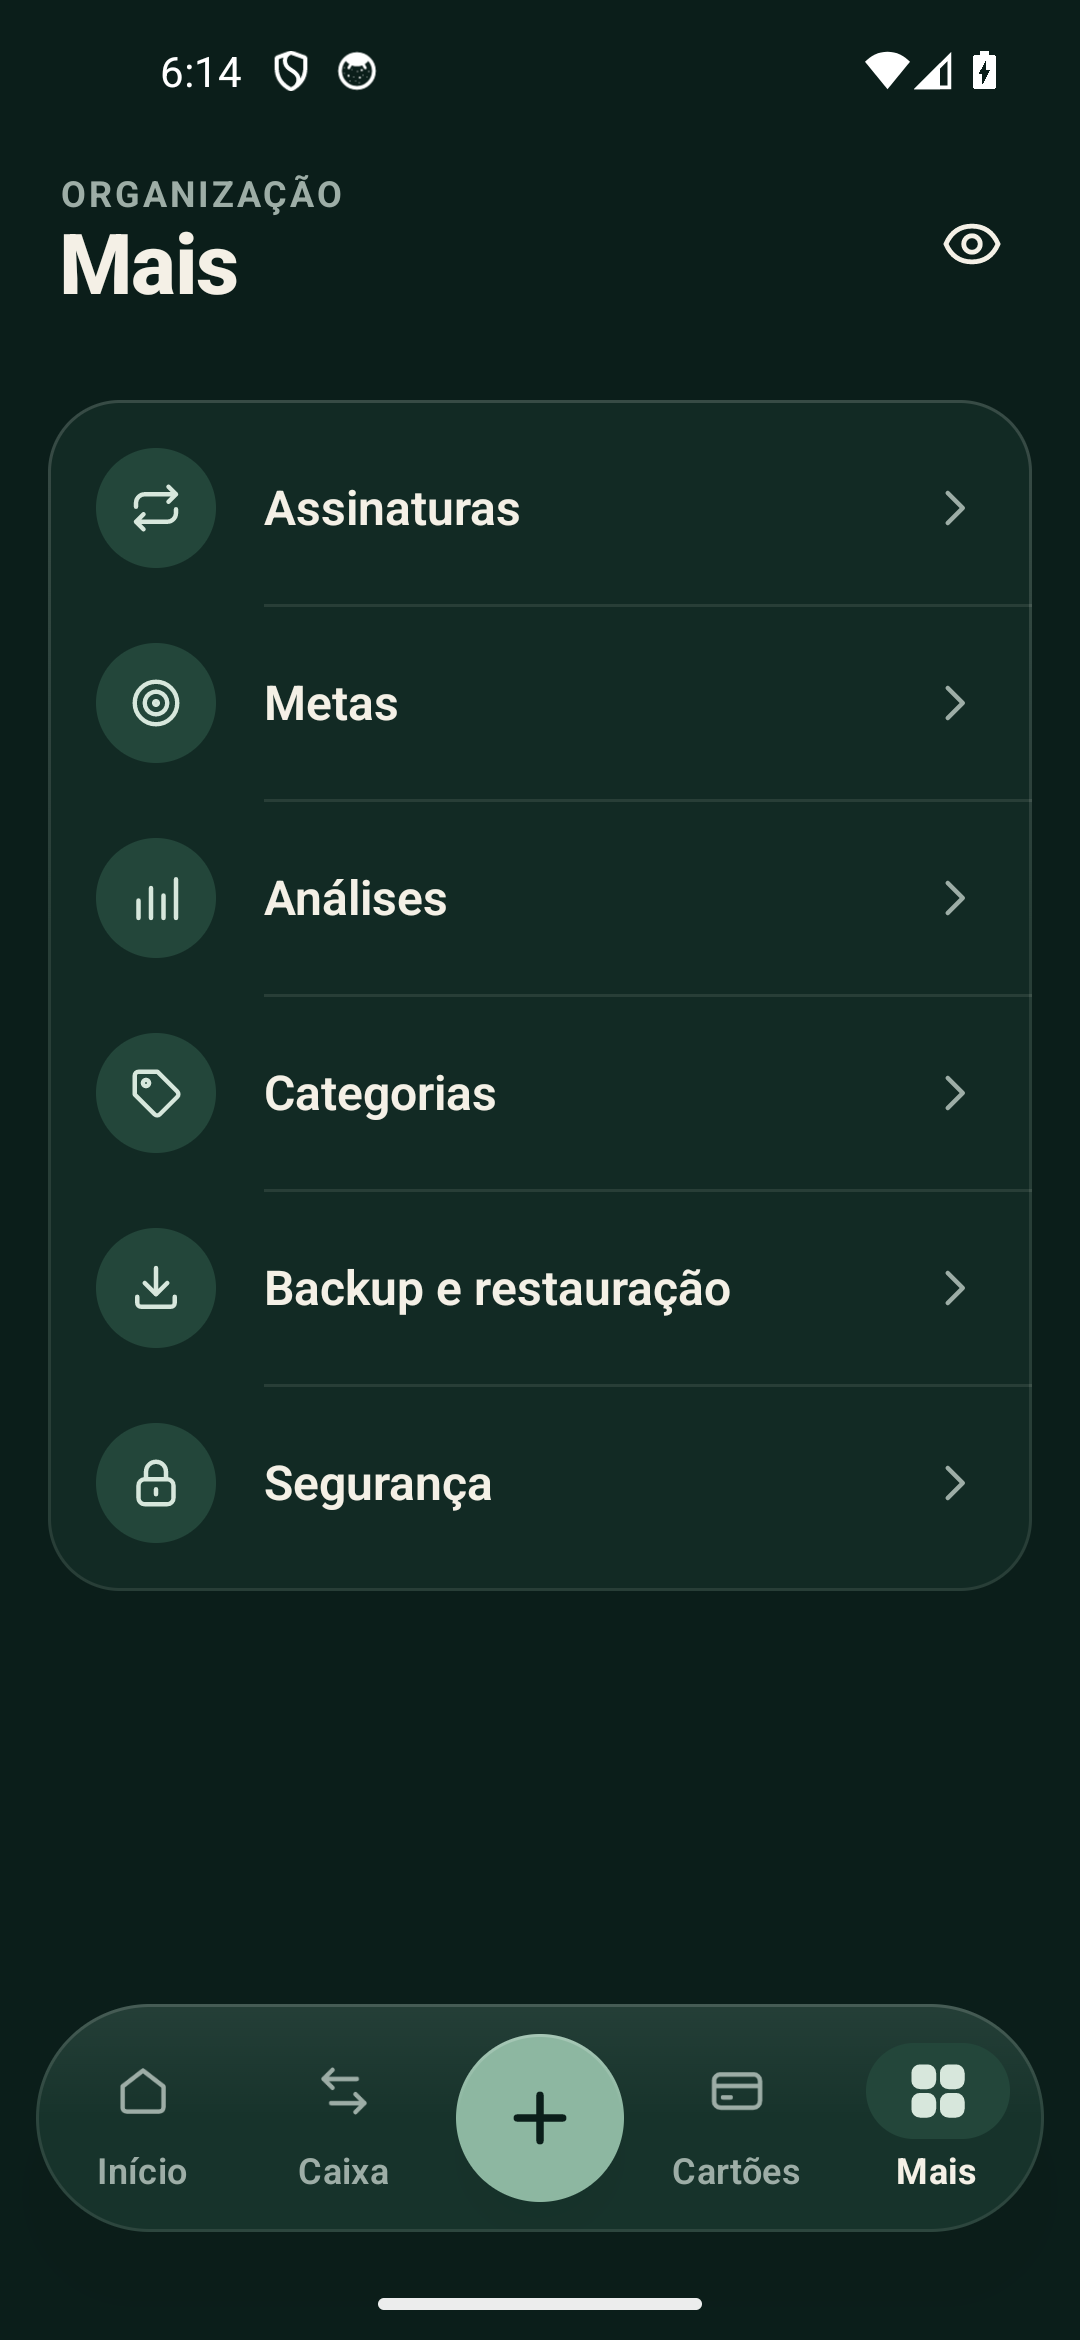 6:14
ORGANIZAÇÃO
Mais
Assinaturas
Metas
Análises
Categorias
Backup e restauração
Segurança
Início
Caixa
Cartões
Mais